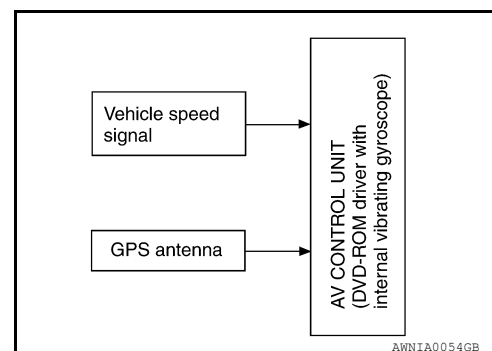 Vehicle speed
signal
GPS antenna
AV CONTROL UNIT
(DVD-ROM driver with
internal vibrating gyroscope)
AWNIA0054GB